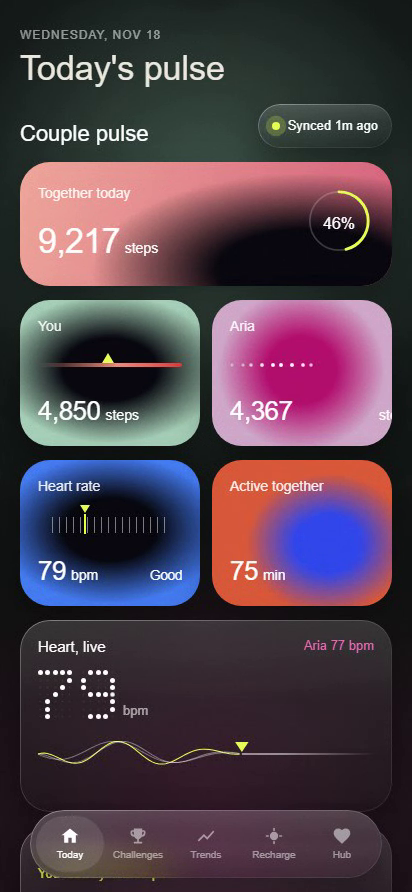 WEDNESDAY, NOV 18
Today's pulse
Couple pulse
Synced 1m ago
Together today
9,217 steps
46%
You
4,850 steps
Aria
4,367 st
Heart rate
79 bpm
Good
Active together
75 min
Heart, live
Aria 77 bpm
79 bpm
Today
Challenges
Trends
Recharge
Hub